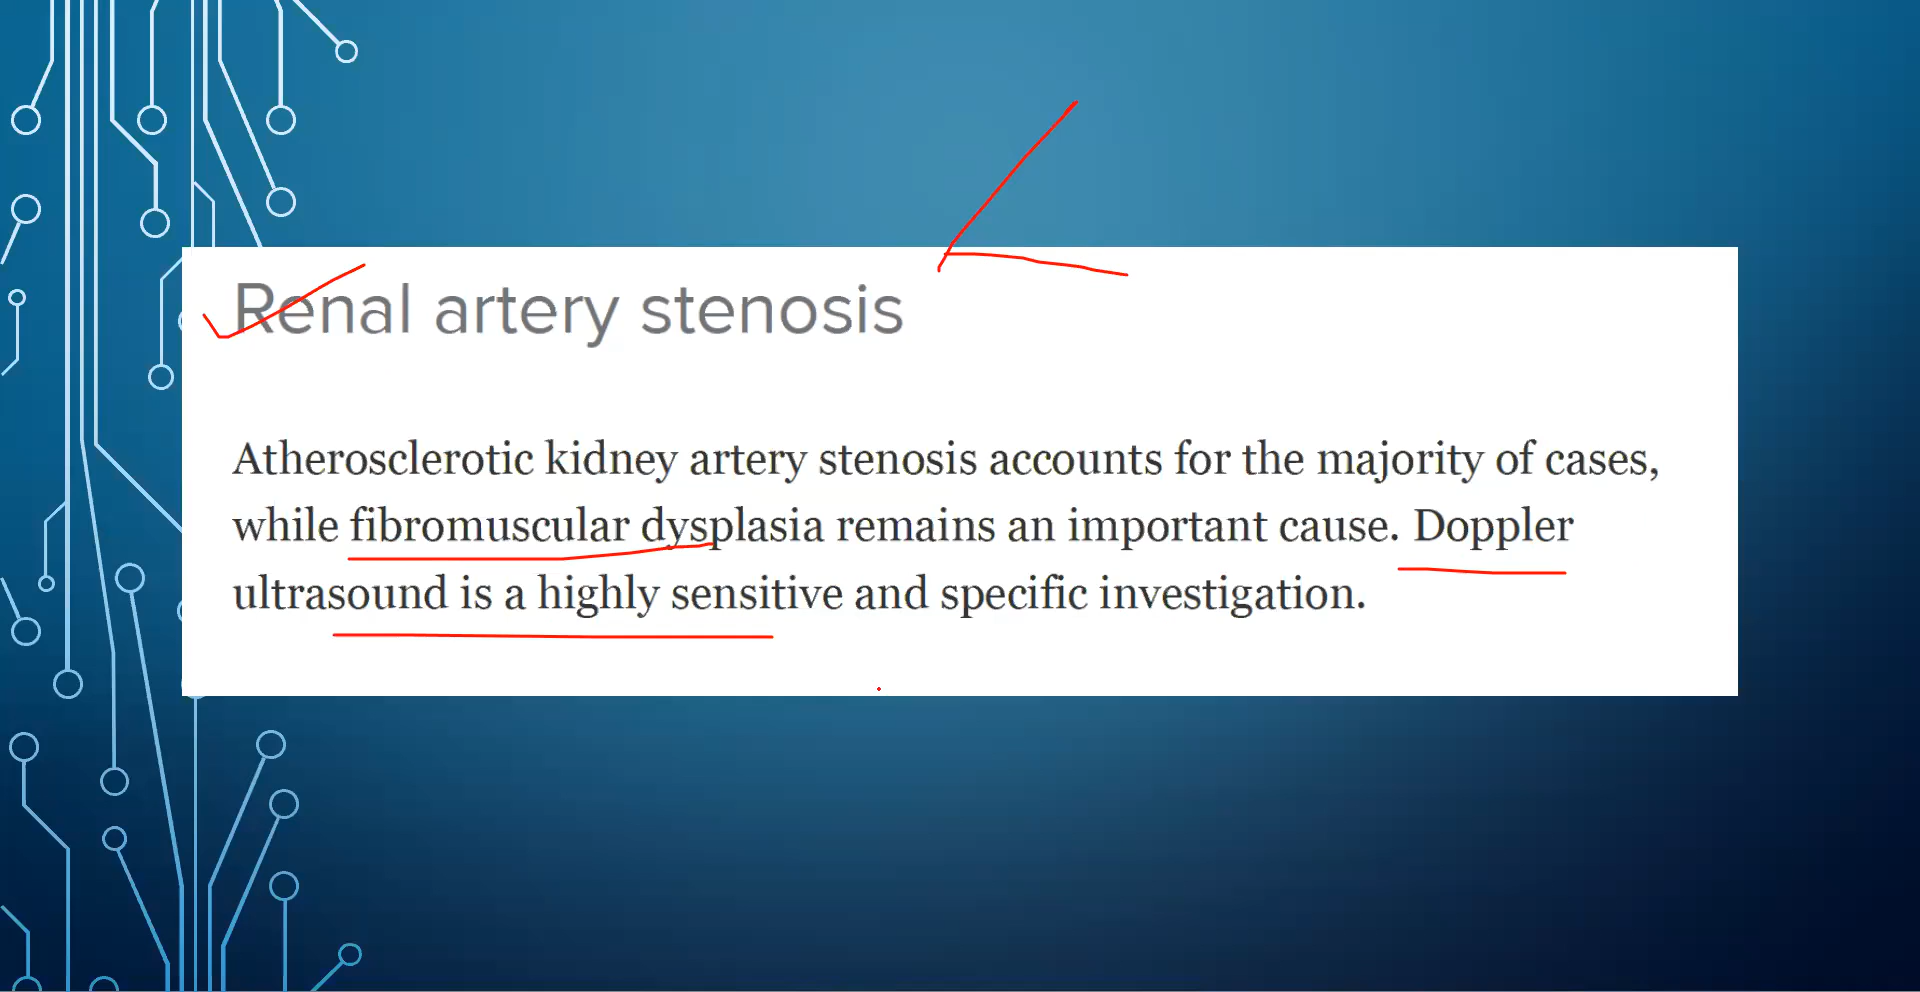 Renal artery stenosis
Atherosclerotic kidney artery stenosis accounts for the majority of cases,
while fibromuscular dysplasia remains an important cause. Doppler
ultrasound is a highly sensitive and specific investigation.